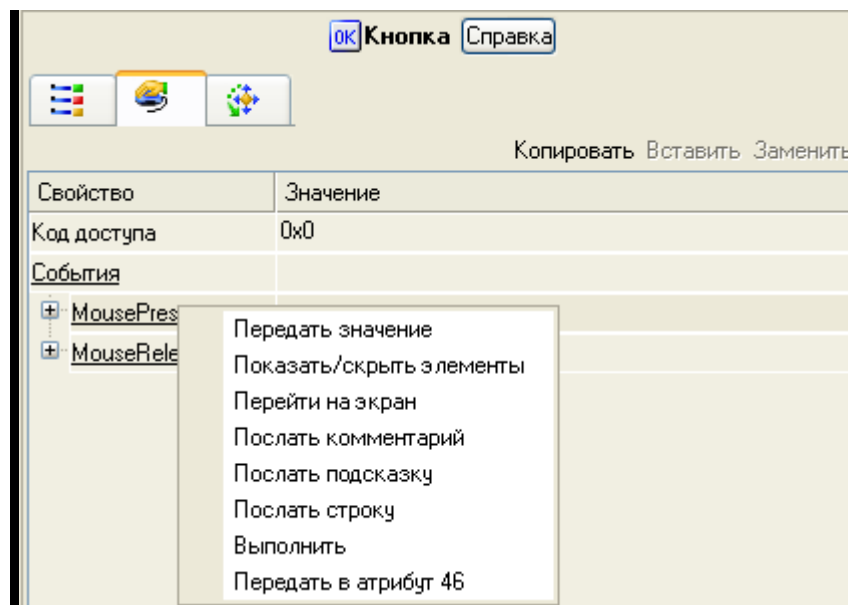 OK Кнопка Справка
Копировать Вставить Заменить
Свойство Значение
Код доступа 0x0
События
MousePres
MouseRele
Передать значение
Показать/скрыть элементы
Перейти на экран
Послать комментарий
Послать подсказку
Послать строку
Выполнить
Передать в атрибут 46